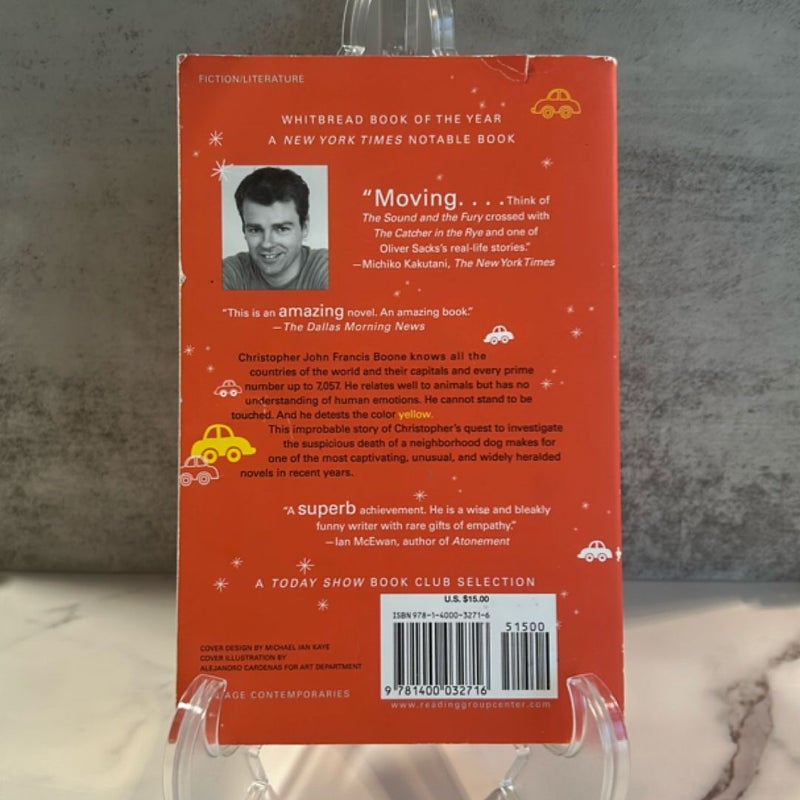 FICTION/LITERATURE
WHITBREAD BOOK OF THE YEAR
A NEW YORK TIMES NOTABLE BOOK
“Moving. . . . Think of
The Sound and the Fury crossed with
The Catcher in the Rye and one of
Oliver Sacks's real-life stories.”
—Michiko Kakutani, The New York Times
“This is an amazing novel. An amazing book.”
—The Dallas Morning News
Christopher John Francis Boone knows all the
countries of the world and their capitals and every prime
number up to 7,057. He relates well to animals but has no
understanding of human emotions. He cannot stand to be
touched. And he detests the color yellow.
This improbable story of Christopher's quest to investigate
the suspicious death of a neighborhood dog makes for
one of the most captivating, unusual, and widely heralded
novels in recent years.
“A superb achievement. He is a wise and bleakly
funny writer with rare gifts of empathy.”
—Ian McEwan, author of Atonement
A TODAY SHOW BOOK CLUB SELECTION
U.S. $15.00
ISBN 978-1-4000-3271-6
51500
9 781400 032716
COVER DESIGN BY MICHAEL IAN KAYE
COVER ILLUSTRATION BY
ALEJANDRO CARDENAS FOR ART DEPARTMENT
CONTEMPORARIES
www.readinggroupcenter.com